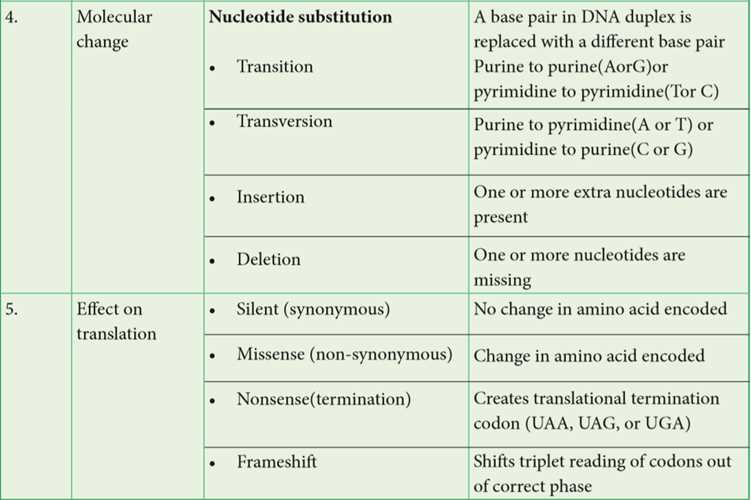 4.
Molecular
change
Nucleotide substitution
A base pair in DNA duplex is
replaced with a different base pair
• Transition
Purine to purine(AorG)or
pyrimidine to pyrimidine(Tor C)
• Transversion
Purine to pyrimidine(A or T) or
pyrimidine to purine(C or G)
• Insertion
One or more extra nucleotides are
present
• Deletion
One or more nucleotides are
missing
5.
Effect on
translation
• Silent (synonymous)
No change in amino acid encoded
• Missense (non-synonymous)
Change in amino acid encoded
• Nonsense(termination)
Creates translational termination
codon (UAA, UAG, or UGA)
• Frameshift
Shifts triplet reading of codons out
of correct phase